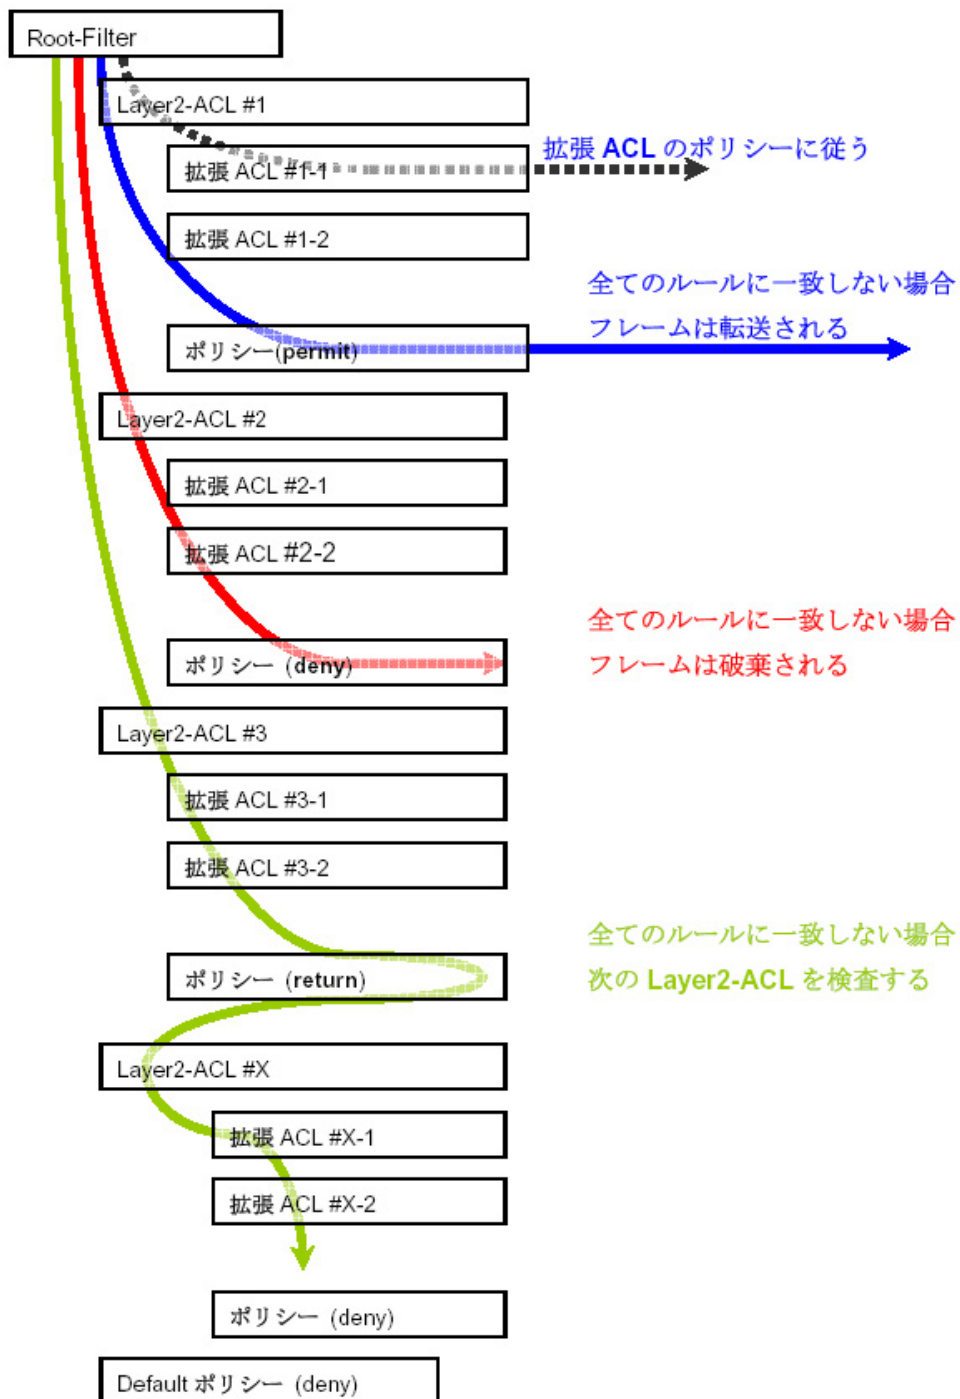 Root-Filter
Layer2-ACL #1
拡張 ACL のポリシーに従う
拡張 ACL #1-1
拡張 ACL #1-2
全てのルールに一致しない場合
フレームは転送される
ポリシー(permit)
Layer2-ACL #2
拡張 ACL #2-1
拡張 ACL #2-2
全てのルールに一致しない場合
フレームは破棄される
ポリシー (deny)
Layer2-ACL #3
拡張 ACL #3-1
拡張 ACL #3-2
全てのルールに一致しない場合
次の Layer2-ACL を検査する
ポリシー (return)
Layer2-ACL #X
拡張 ACL #X-1
拡張 ACL #X-2
ポリシー (deny)
Default ポリシー (deny)